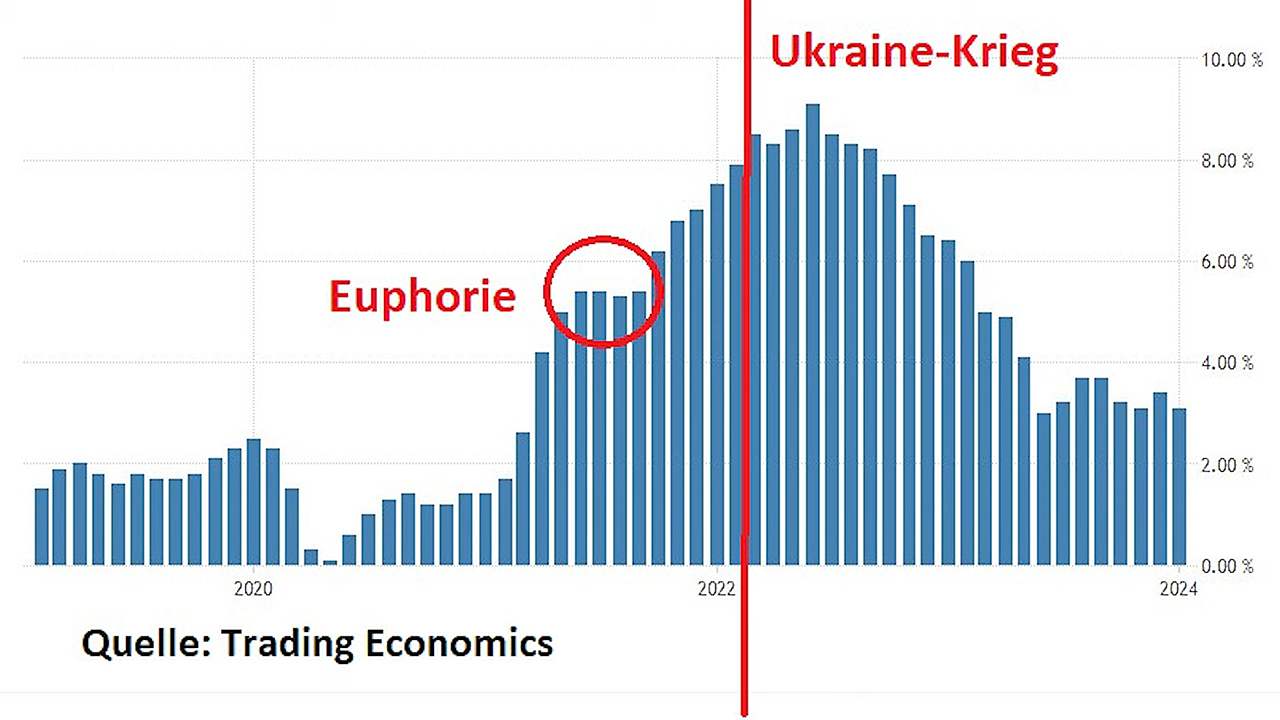 Ukraine-Krieg
10.00 %
8.00 %
6.00 %
Euphorie
4.00 %
2.00 %
0.00 %
2020 2022 2024
Quelle: Trading Economics